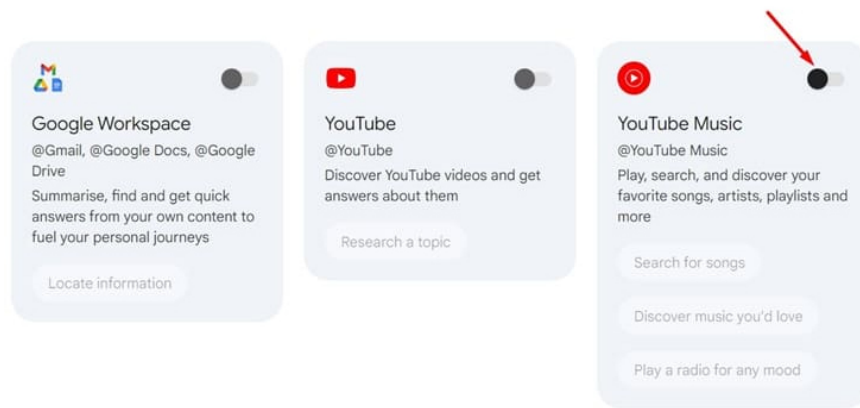 Google Workspace
@Gmail, @Google Docs, @Google
Drive
Summarise, find and get quick
answers from your own content to
fuel your personal journeys
Locate information
YouTube
@YouTube
Discover YouTube videos and get
answers about them
Research a topic
YouTube Music
@YouTube Music
Play, search, and discover your
favorite songs, artists, playlists and
more
Search for songs
Discover music you'd love
Play a radio for any mood